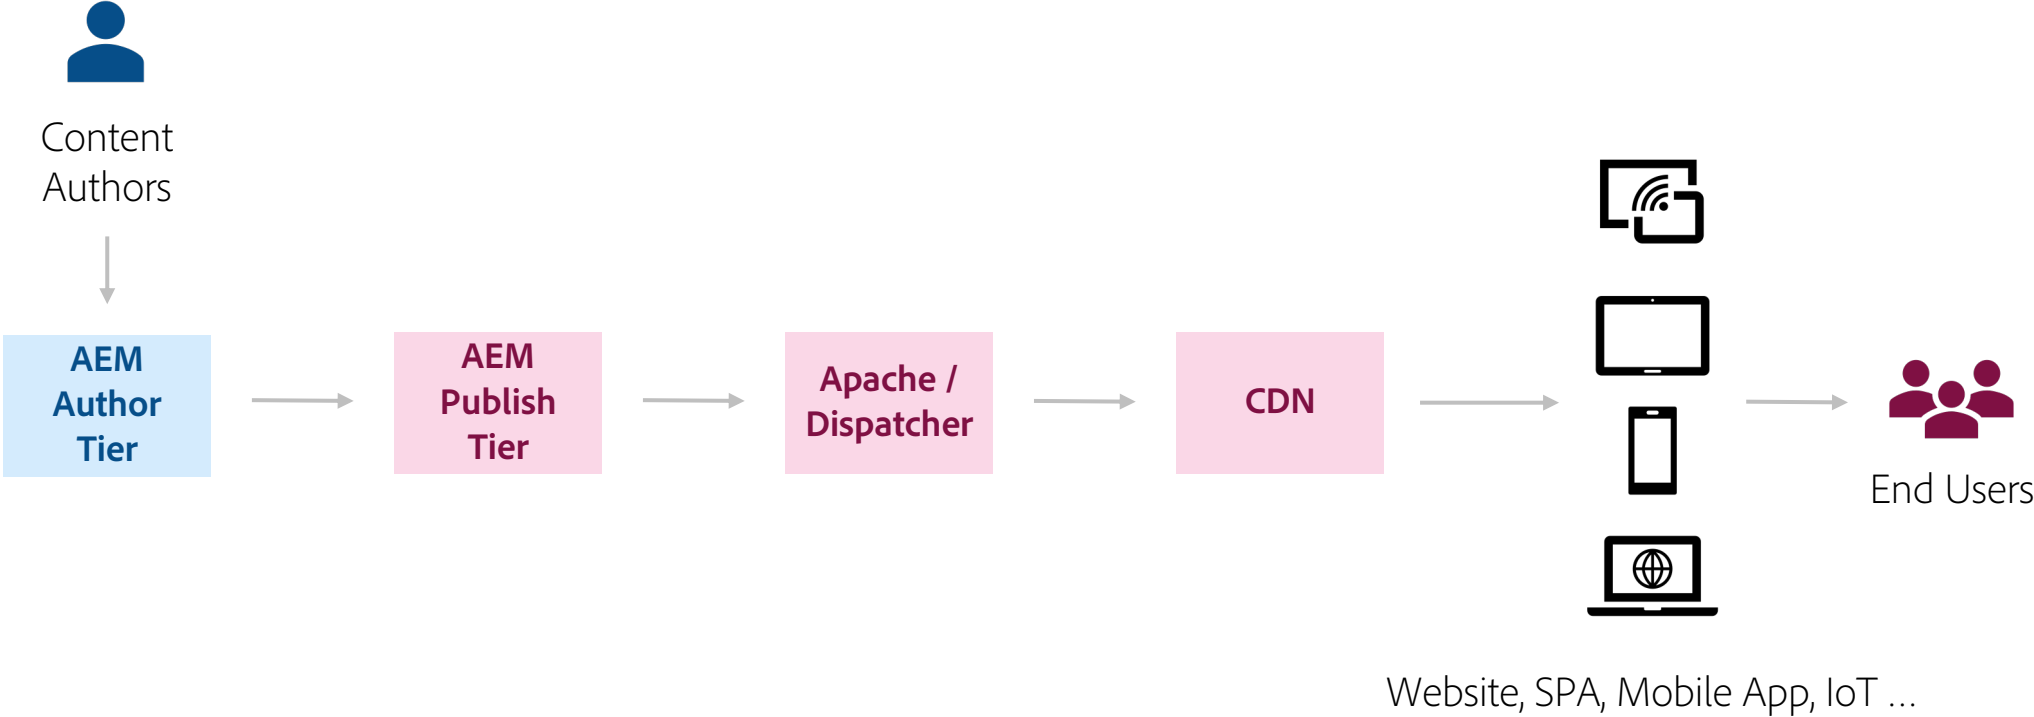 Content
Authors
AEM
Author
Tier
AEM
Publish
Tier
Apache /
Dispatcher
CDN
End Users
Website, SPA, Mobile App, IoT ...